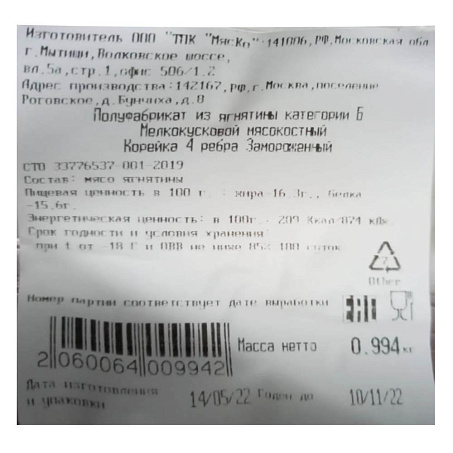 Изготовитель ООО "ТПК "МясКо" 141006, РФ, Московская обл
г.Мытищи, Волковское шоссе,
вл.5а, стр.1, офис 506/1.2
Адрес производства: 142167, рф, г.Москва, поселение
Роговское, д.Бунчиха, д.8
Полуфабрикат из ягнятины категории Б
Мелкокусковой мясокостный
Корейка 4 ребра Замороженный
СТО 33776537-001-2019
Состав: мясо ягнятины
Пищевая ценность в 100 г. : жира-16.3г., белка
-15.6г.
Энергетическая ценность: в 100г.- 209 Ккал/874 кДж
Срок годности и условия хранения:
при t от -18 Г и ОВВ не ниже 85% 180 суток
7
Other
Номер партии соответствует дате выработки
EAC
2 060064 009942
Масса нетто 0.994 кг
Дата изготовления
и упаковки 14/05/22 Годен до 10/11/22